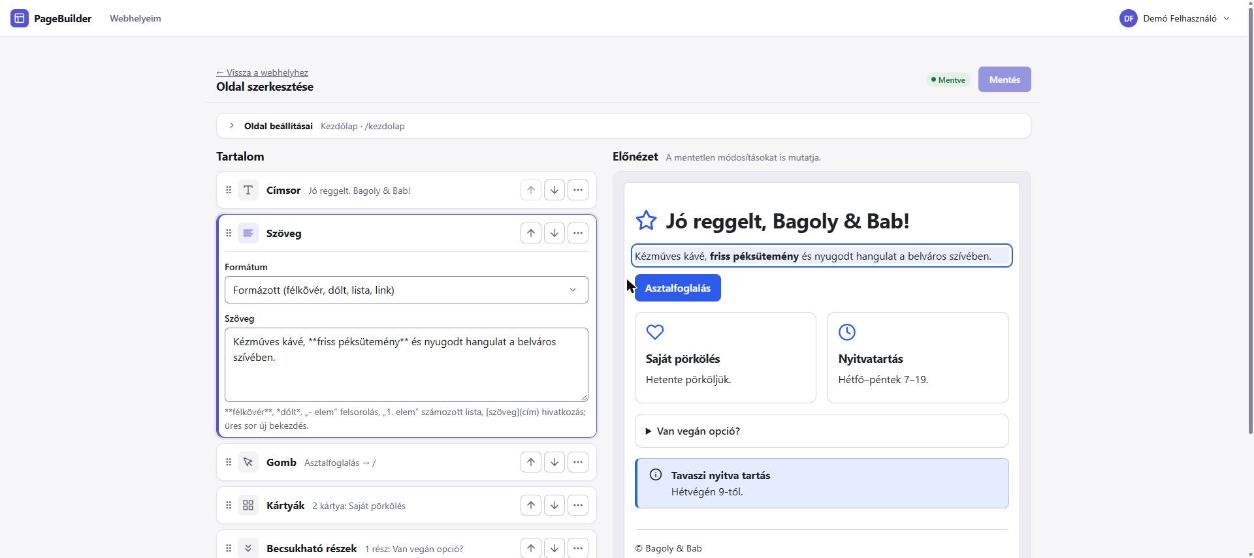 PageBuilder
Webhelyeim
DF
Demó Felhasználó
← Vissza a webhelyhez
Oldal szerkesztése
Mentve
Mentés
Oldal beállításai
Kezdőlap · /kezdolap
Tartalom
Címsor
Jó reggelt, Bagoly & Bab!
Szöveg
Formátum
Formázott (félkövér, dőlt, lista, link)
Szöveg
Kézműves kávé, **friss péksütemény** és nyugodt hangulat a belváros
szívében.
**félkövér**, *dőlt*, „- elem” felsorolás, „1. elem” számozott lista, [szöveg](cím) hivatkozás;
üres sor új bekezdés.
Gomb
Asztalfoglalás → /
Kártyák
2 kártya: Saját pörkölés
Becsukható részek
1 rész: Van vegán opció?
Előnézet
A mentetlen módosításokat is mutatja.
Jó reggelt, Bagoly & Bab!
Kézműves kávé, friss péksütemény és nyugodt hangulat a belváros szívében.
Asztalfoglalás
Saját pörkölés
Hetente pörköljük.
Nyitvatartás
Hétfő–péntek 7–19.
Van vegán opció?
Tavaszi nyitva tartás
Hétvégén 9-től.
© Bagoly & Bab